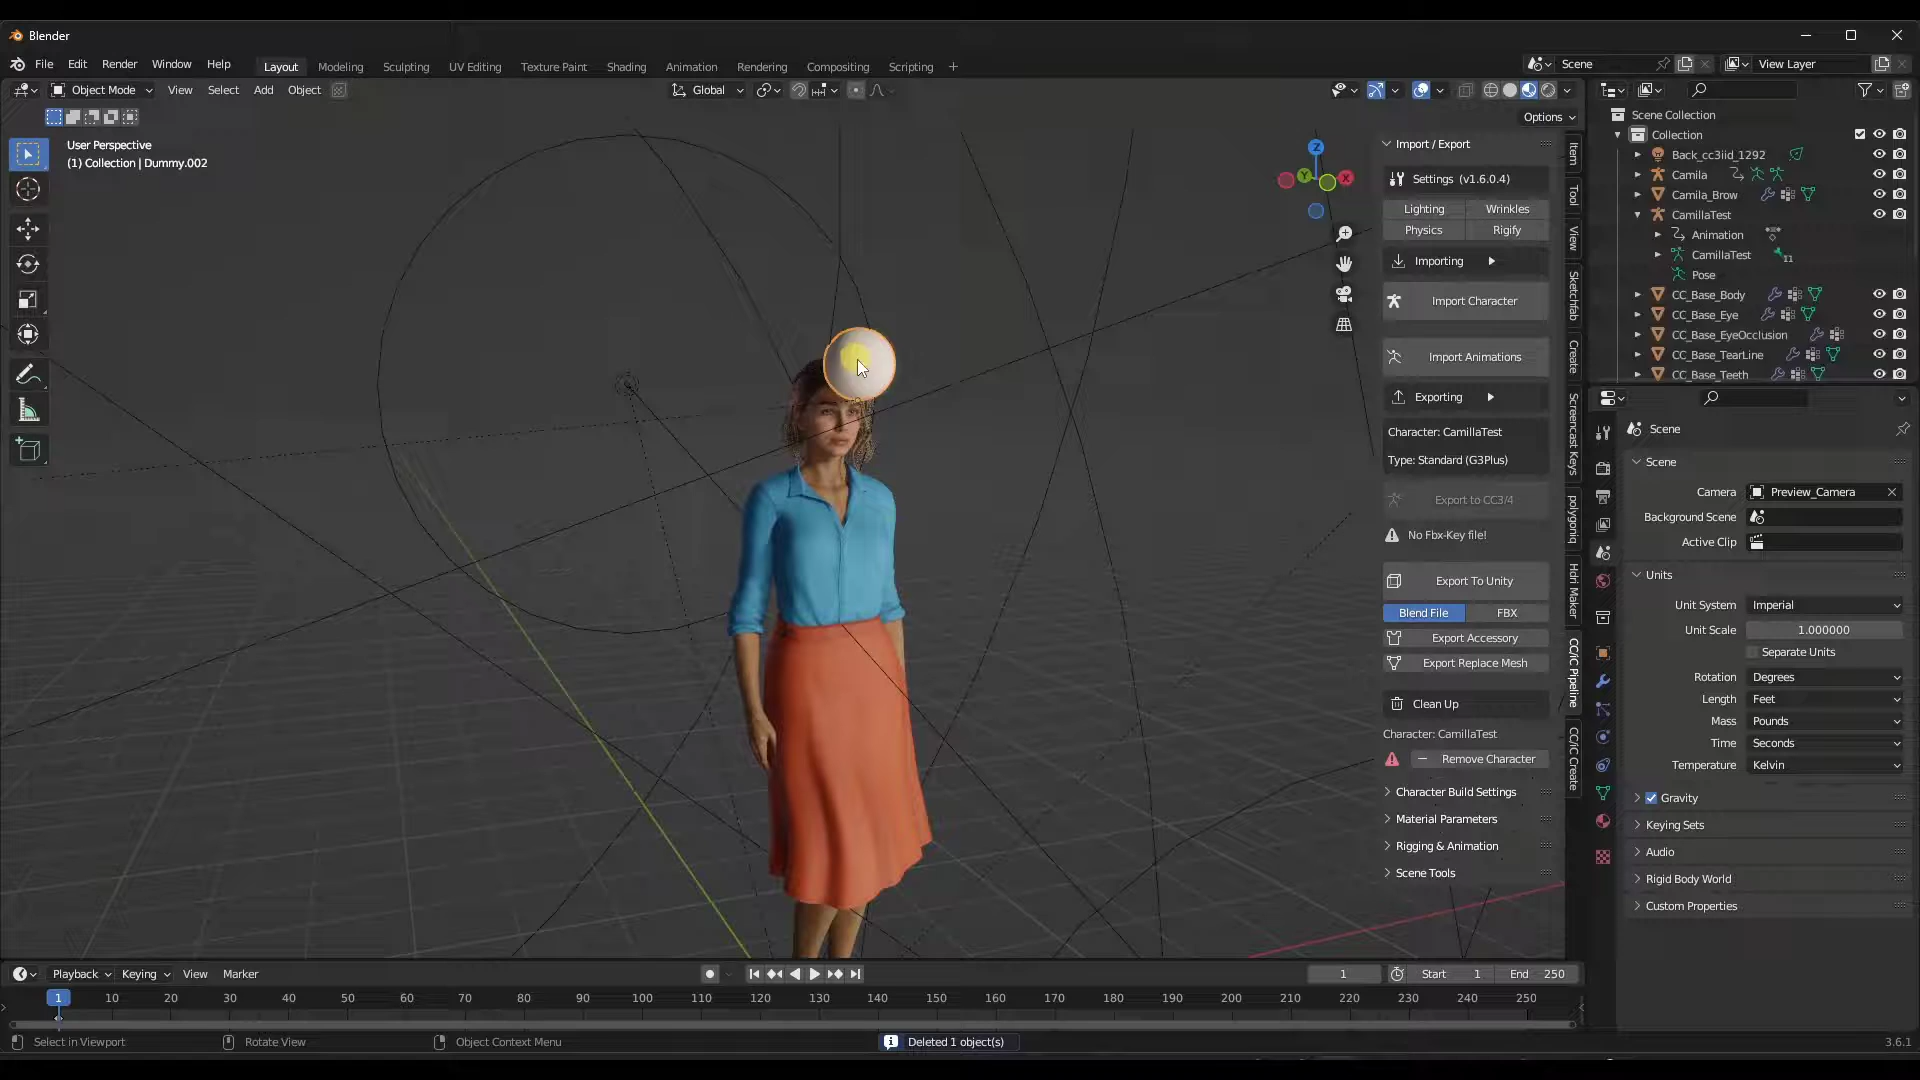 Blender
File Edit Render Window Help
Layout Modeling Sculpting UV Editing Texture Paint Shading Animation Rendering Compositing Scripting +
Scene
View Layer
Object Mode View Select Add Object
Global
Options
User Perspective
(1) Collection | Dummy.002
Z
Y
X
Import / Export
Settings (v1.6.0.4)
Lighting Wrinkles
Physics Rigify
Importing
Import Character
Import Animations
Exporting
Character: CamillaTest
Type: Standard (G3Plus)
Export to CC3/4
No Fbx-Key file!
Export To Unity
Blend File FBX
Export Accessory
Export Replace Mesh
Clean Up
Character: CamillaTest
Remove Character
Character Build Settings
Material Parameters
Rigging & Animation
Scene Tools
Item
Tool
View
Sketchfab
Create
Screencast Keys
polygoniq
Hdri Maker
CC/iC Pipeline
CC/iC Create
Scene Collection
Collection
Back_cc3iid_1292
Camila
Camila_Brow
CamillaTest
Animation
CamillaTest
11
Pose
CC_Base_Body
CC_Base_Eye
CC_Base_EyeOcclusion
CC_Base_TearLine
CC_Base_Teeth
Scene
Scene
Camera Preview_Camera
Background Scene
Active Clip
Units
Unit System Imperial
Unit Scale 1.000000
Separate Units
Rotation Degrees
Length Feet
Mass Pounds
Time Seconds
Temperature Kelvin
Gravity
Keying Sets
Audio
Rigid Body World
Custom Properties
Playback Keying View Marker
1 Start 1 End 250
1 10 20 30 40 50 60 70 80 90 100 110 120 130 140 150 160 170 180 190 200 210 220 230 240 250
Select in Viewport Rotate View Object Context Menu Deleted 1 object(s) 3.6.1